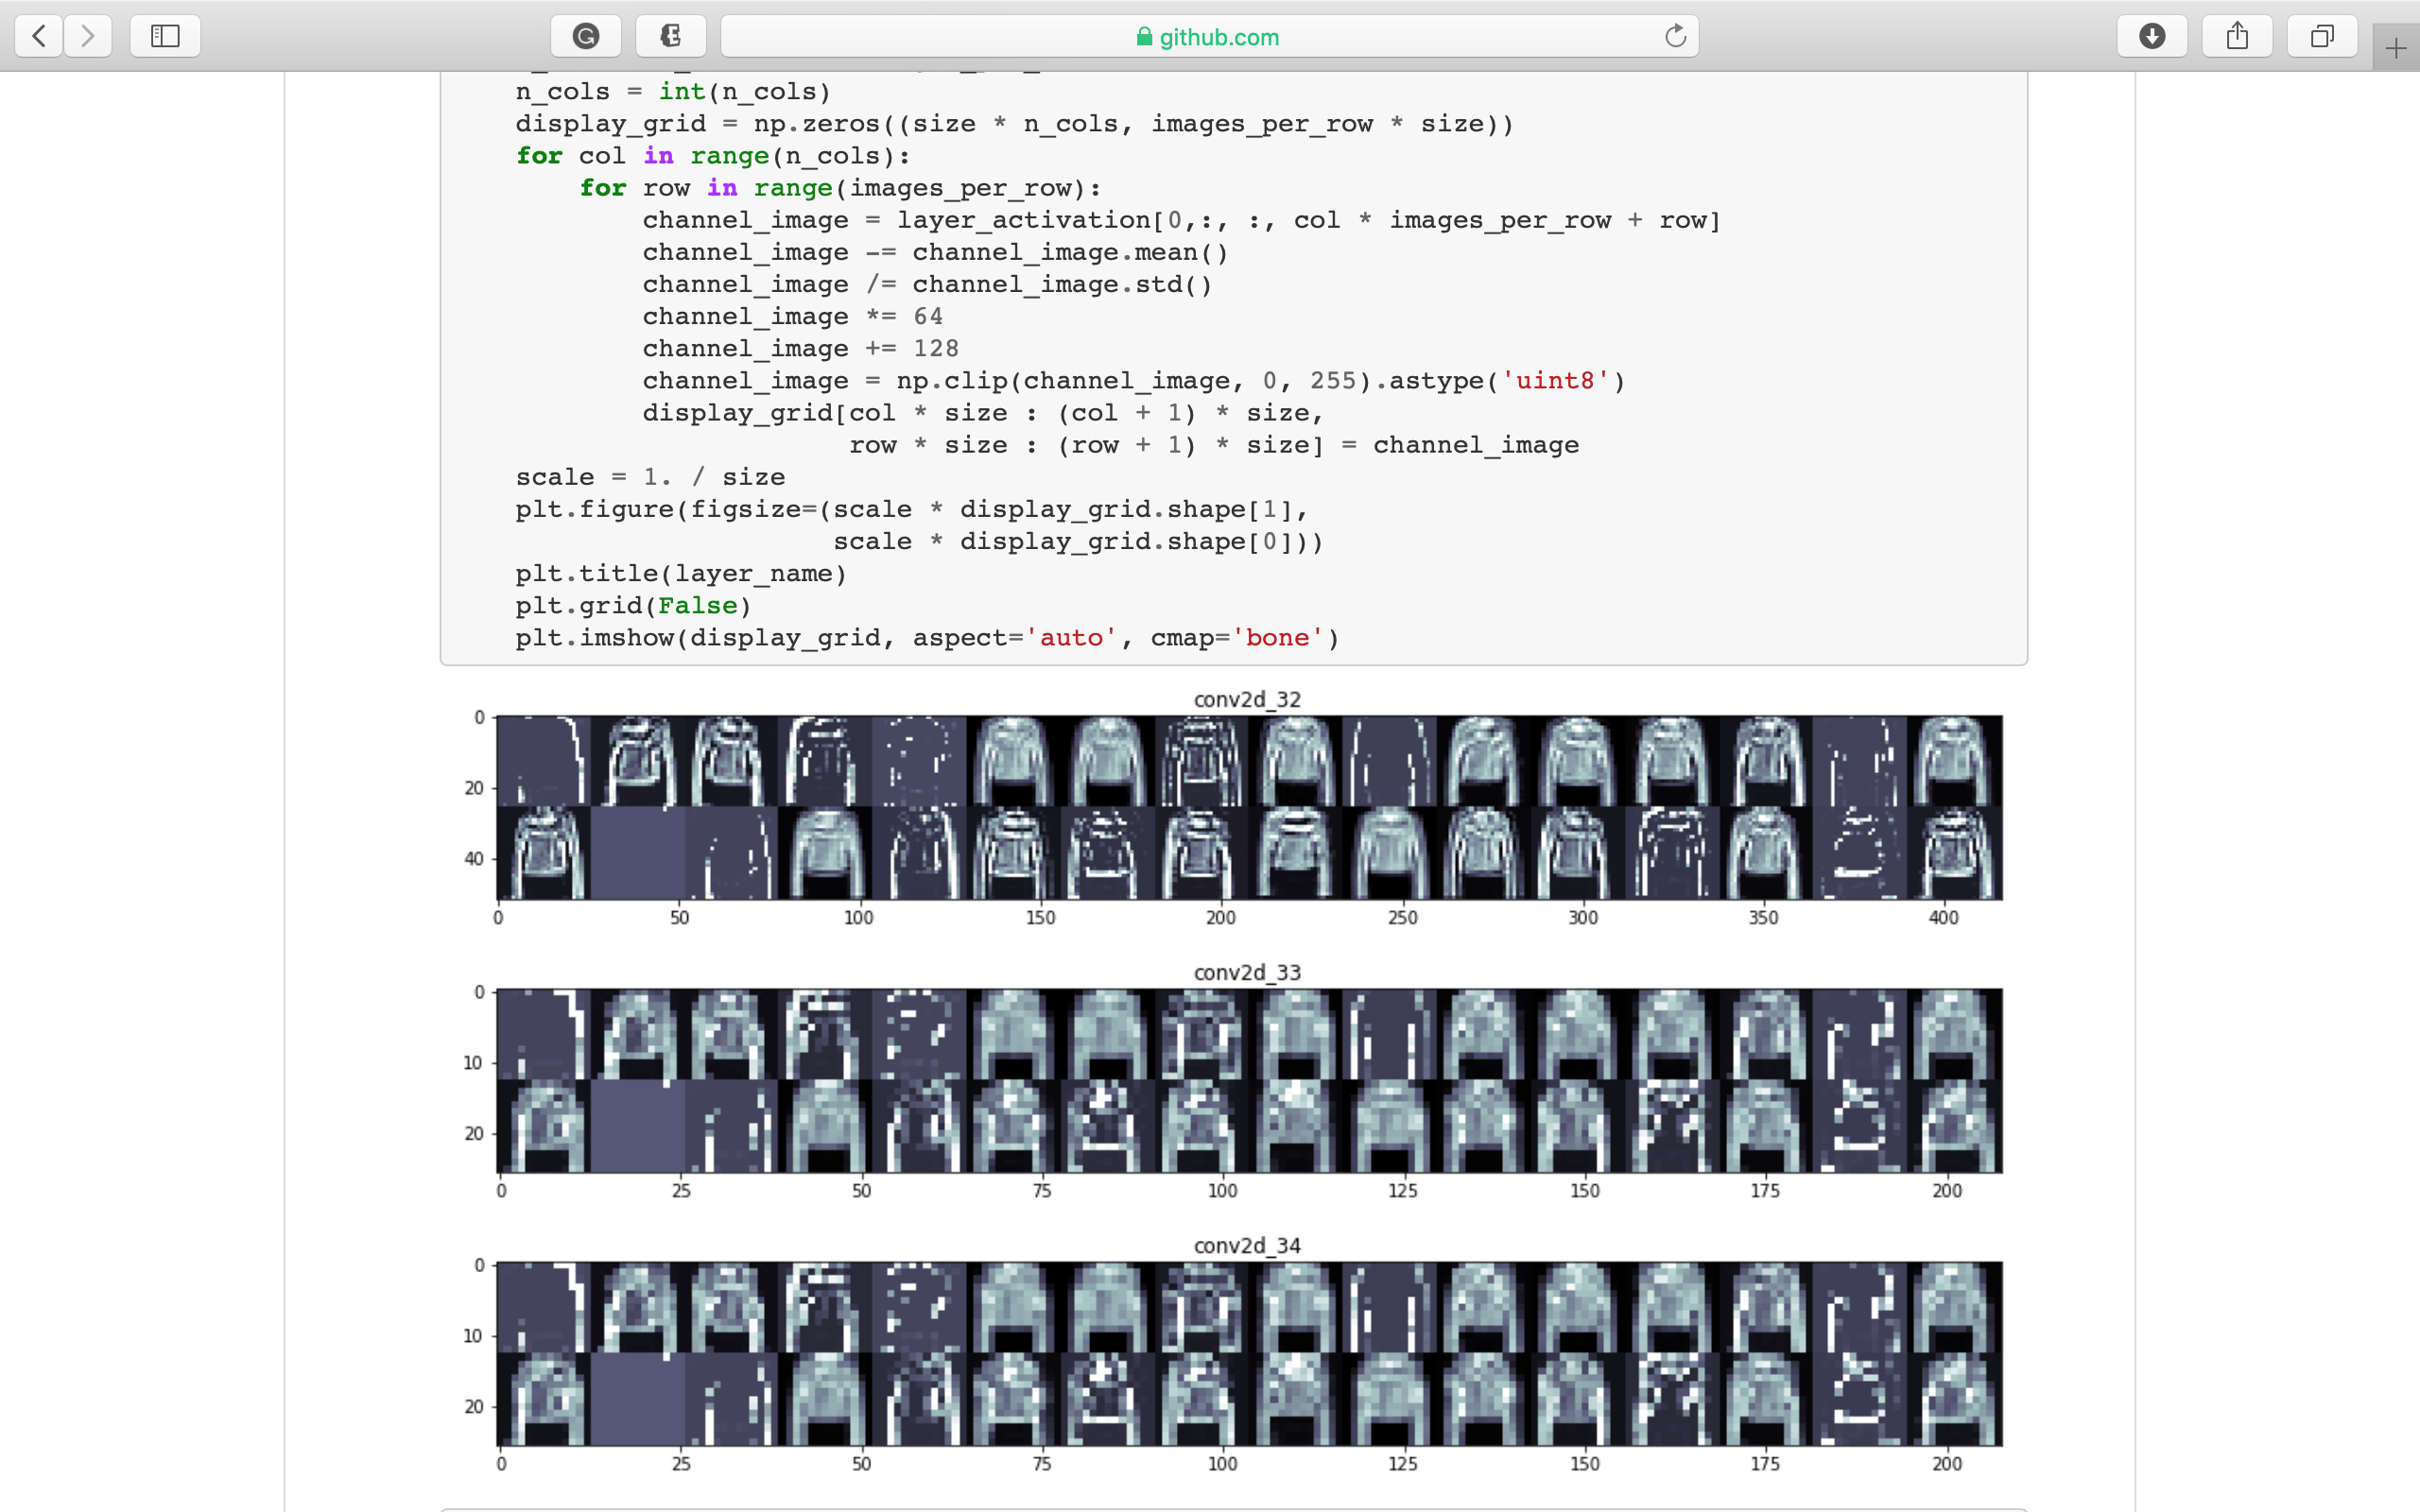 github.com
n_cols = int(n_cols)
display_grid = np.zeros((size * n_cols, images_per_row * size))
for col in range(n_cols):
    for row in range(images_per_row):
        channel_image = layer_activation[0,:, :, col * images_per_row + row]
        channel_image -= channel_image.mean()
        channel_image /= channel_image.std()
        channel_image *= 64
        channel_image += 128
        channel_image = np.clip(channel_image, 0, 255).astype('uint8')
        display_grid[col * size : (col + 1) * size,
                     row * size : (row + 1) * size] = channel_image
scale = 1. / size
plt.figure(figsize=(scale * display_grid.shape[1],
                    scale * display_grid.shape[0]))
plt.title(layer_name)
plt.grid(False)
plt.imshow(display_grid, aspect='auto', cmap='bone')
conv2d_32
0
20
40
0 50 100 150 200 250 300 350 400
conv2d_33
0
10
20
0 25 50 75 100 125 150 175 200
conv2d_34
0
10
20
0 25 50 75 100 125 150 175 200